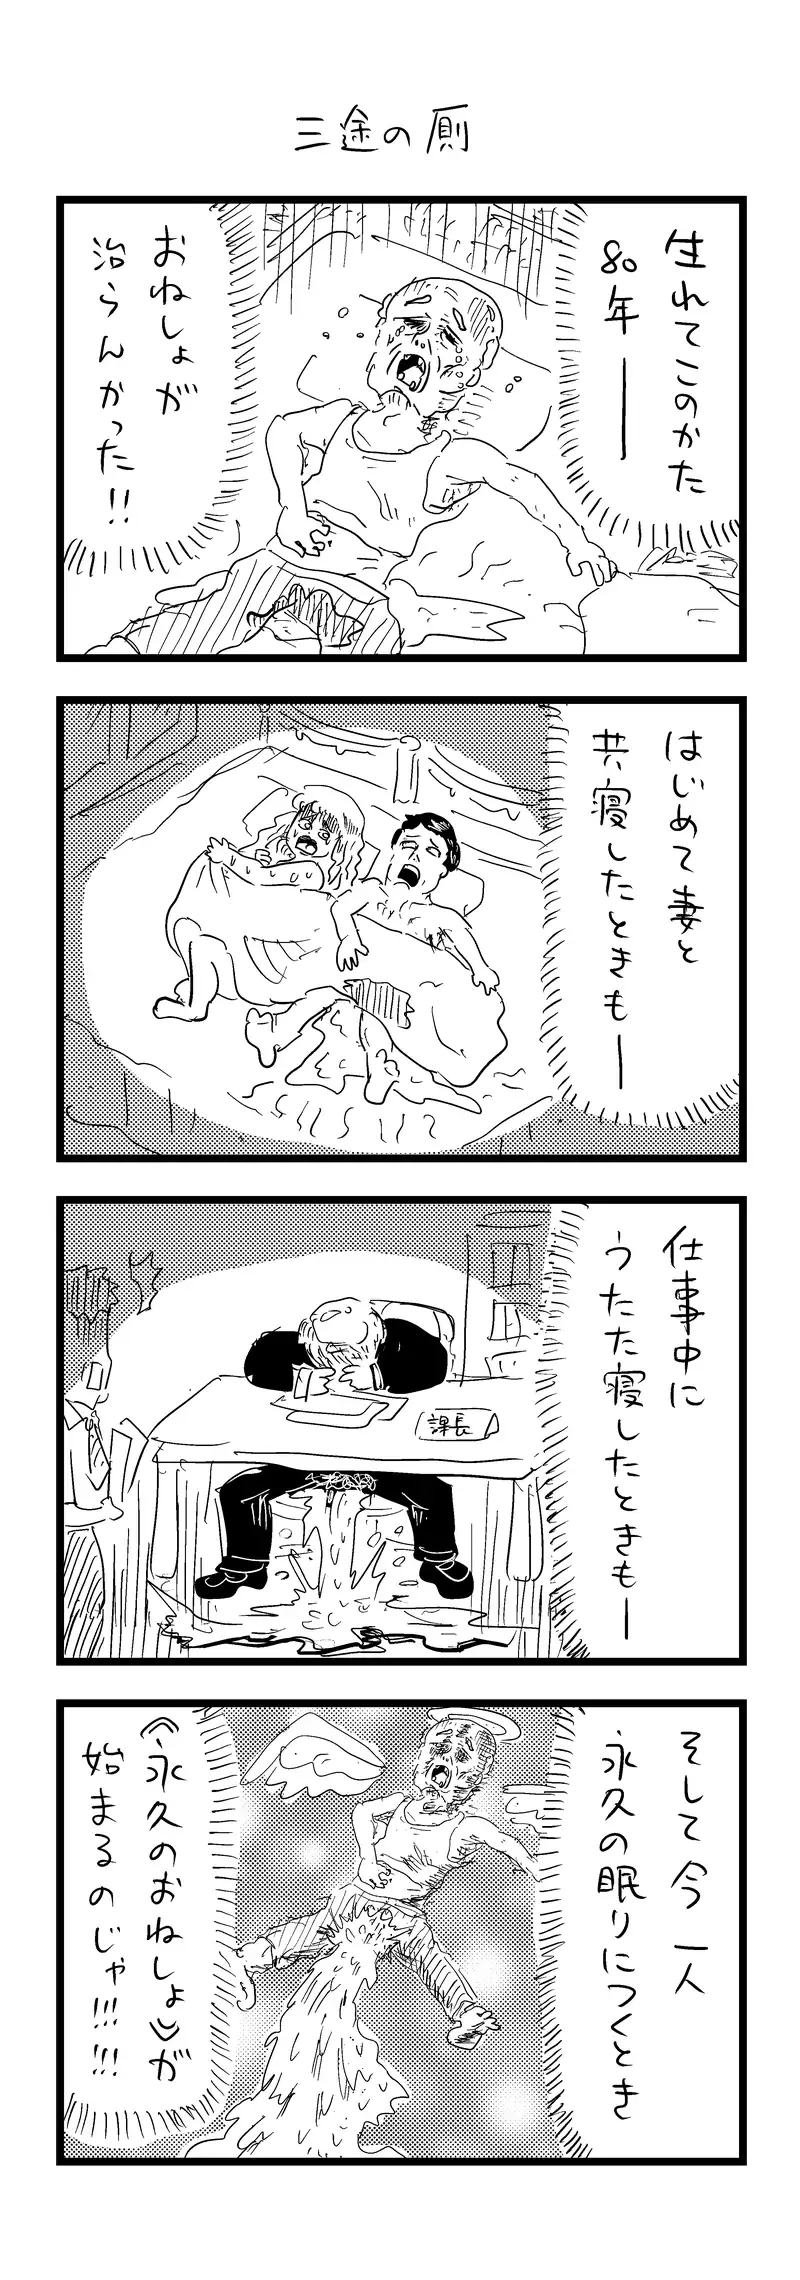 三途の厠
生れてこのかた
80年——
おねしょが
治らんかった!!
はじめて妻と
共寝したときも——
仕事中に
うたた寝したときも——
課長
そして今一人
永久の眠りにつくとき
《永久のおねしょ》が
始まるのじゃ!!!!!!